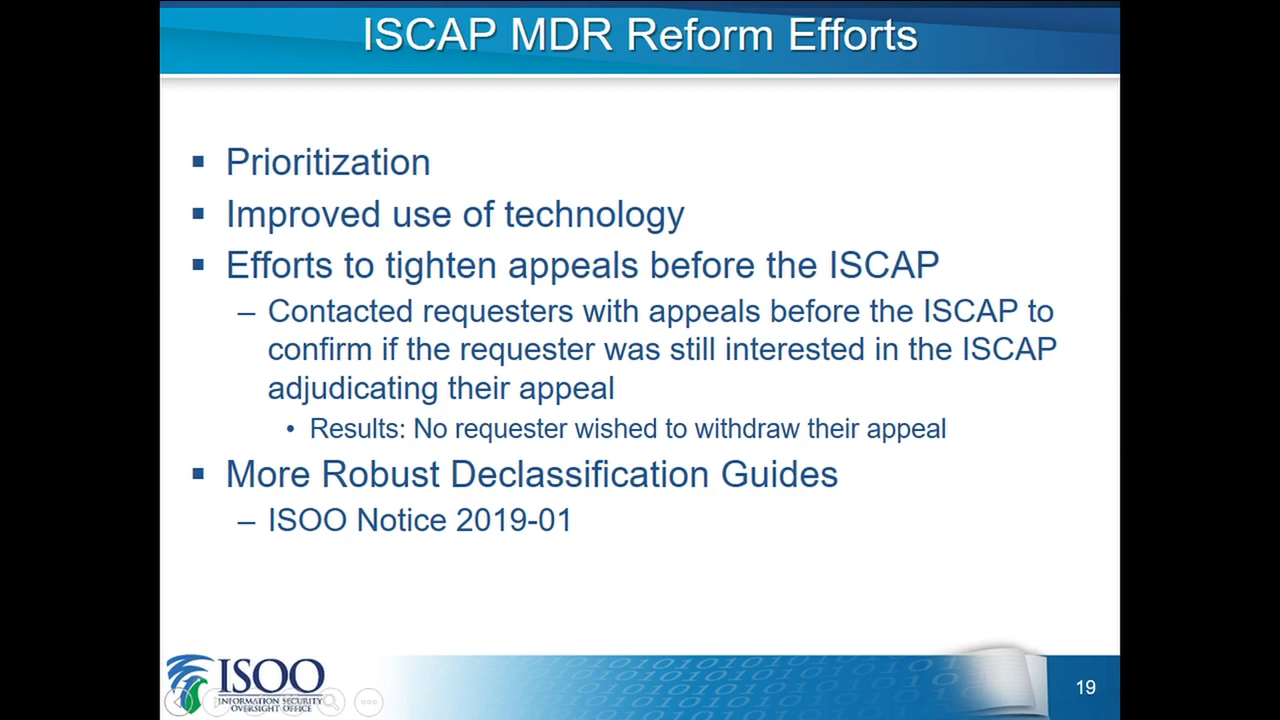 ISCAP MDR Reform Efforts
▪ Prioritization
▪ Improved use of technology
▪ Efforts to tighten appeals before the ISCAP
– Contacted requesters with appeals before the ISCAP to
confirm if the requester was still interested in the ISCAP
adjudicating their appeal
• Results: No requester wished to withdraw their appeal
▪ More Robust Declassification Guides
– ISOO Notice 2019-01
ISOO
INFORMATION SECURITY
OVERSIGHT OFFICE
19